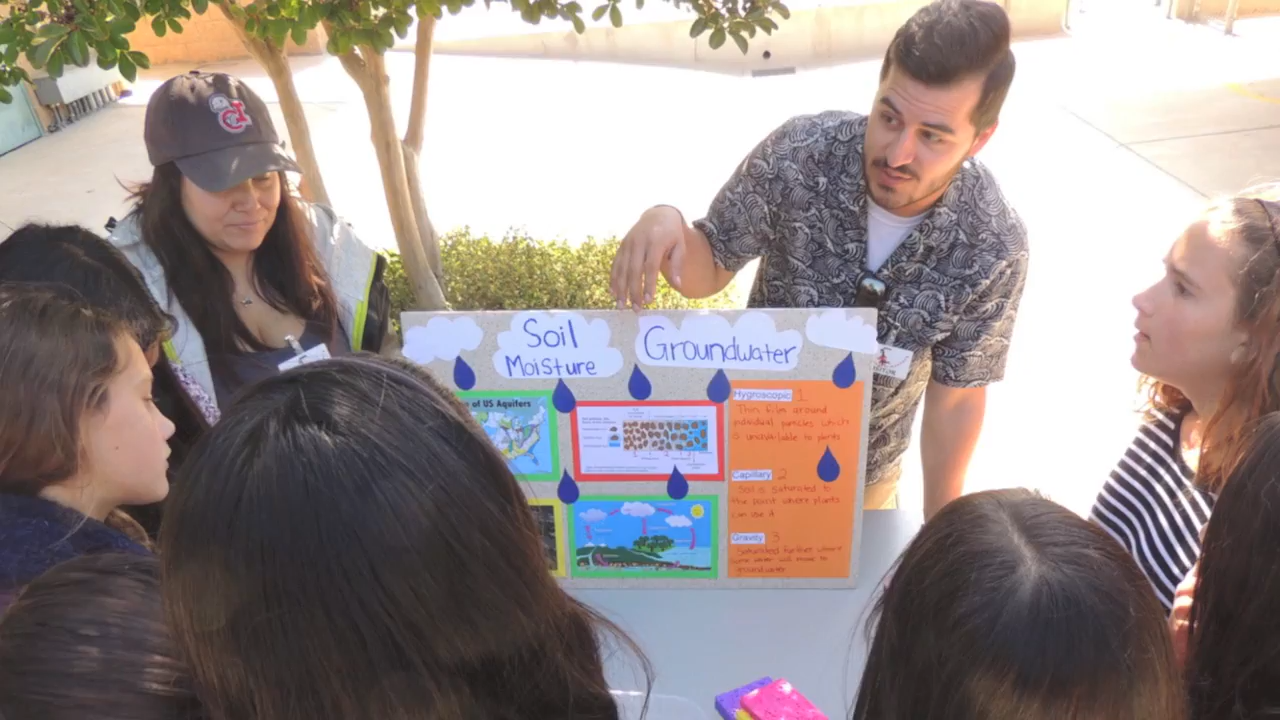 Soil
Moisture
Groundwater
of US Aquifers
Hygroscopic 1
Thin film around
individual particles which
is unavailable to plants
Capillary 2
Soil is saturated to
the point where plants
can use it
Gravity 3
Saturated further where
some water will move to
groundwater